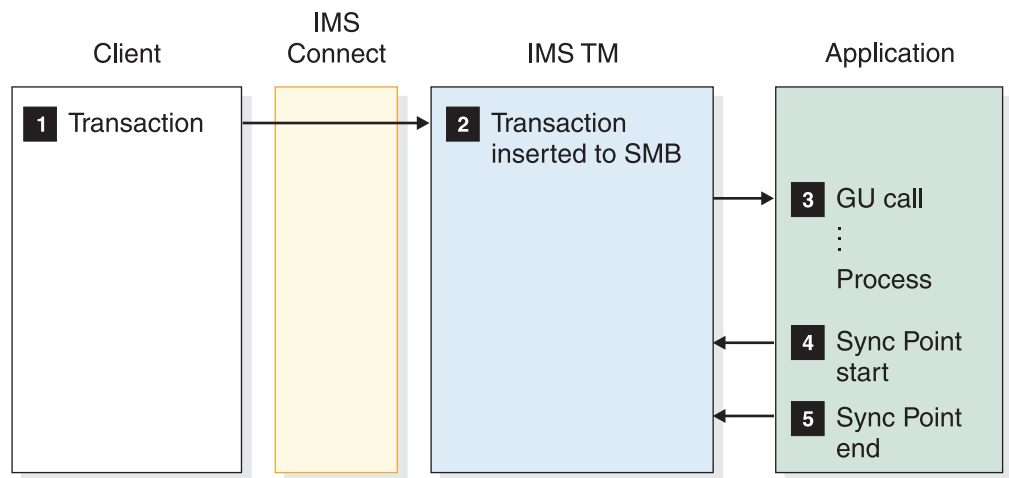 IMS
Client
Connect
IMS TM
Application
1 Transaction
2 Transaction
inserted to SMB
3 GU call
Process
4 Sync Point
start
5 Sync Point
end